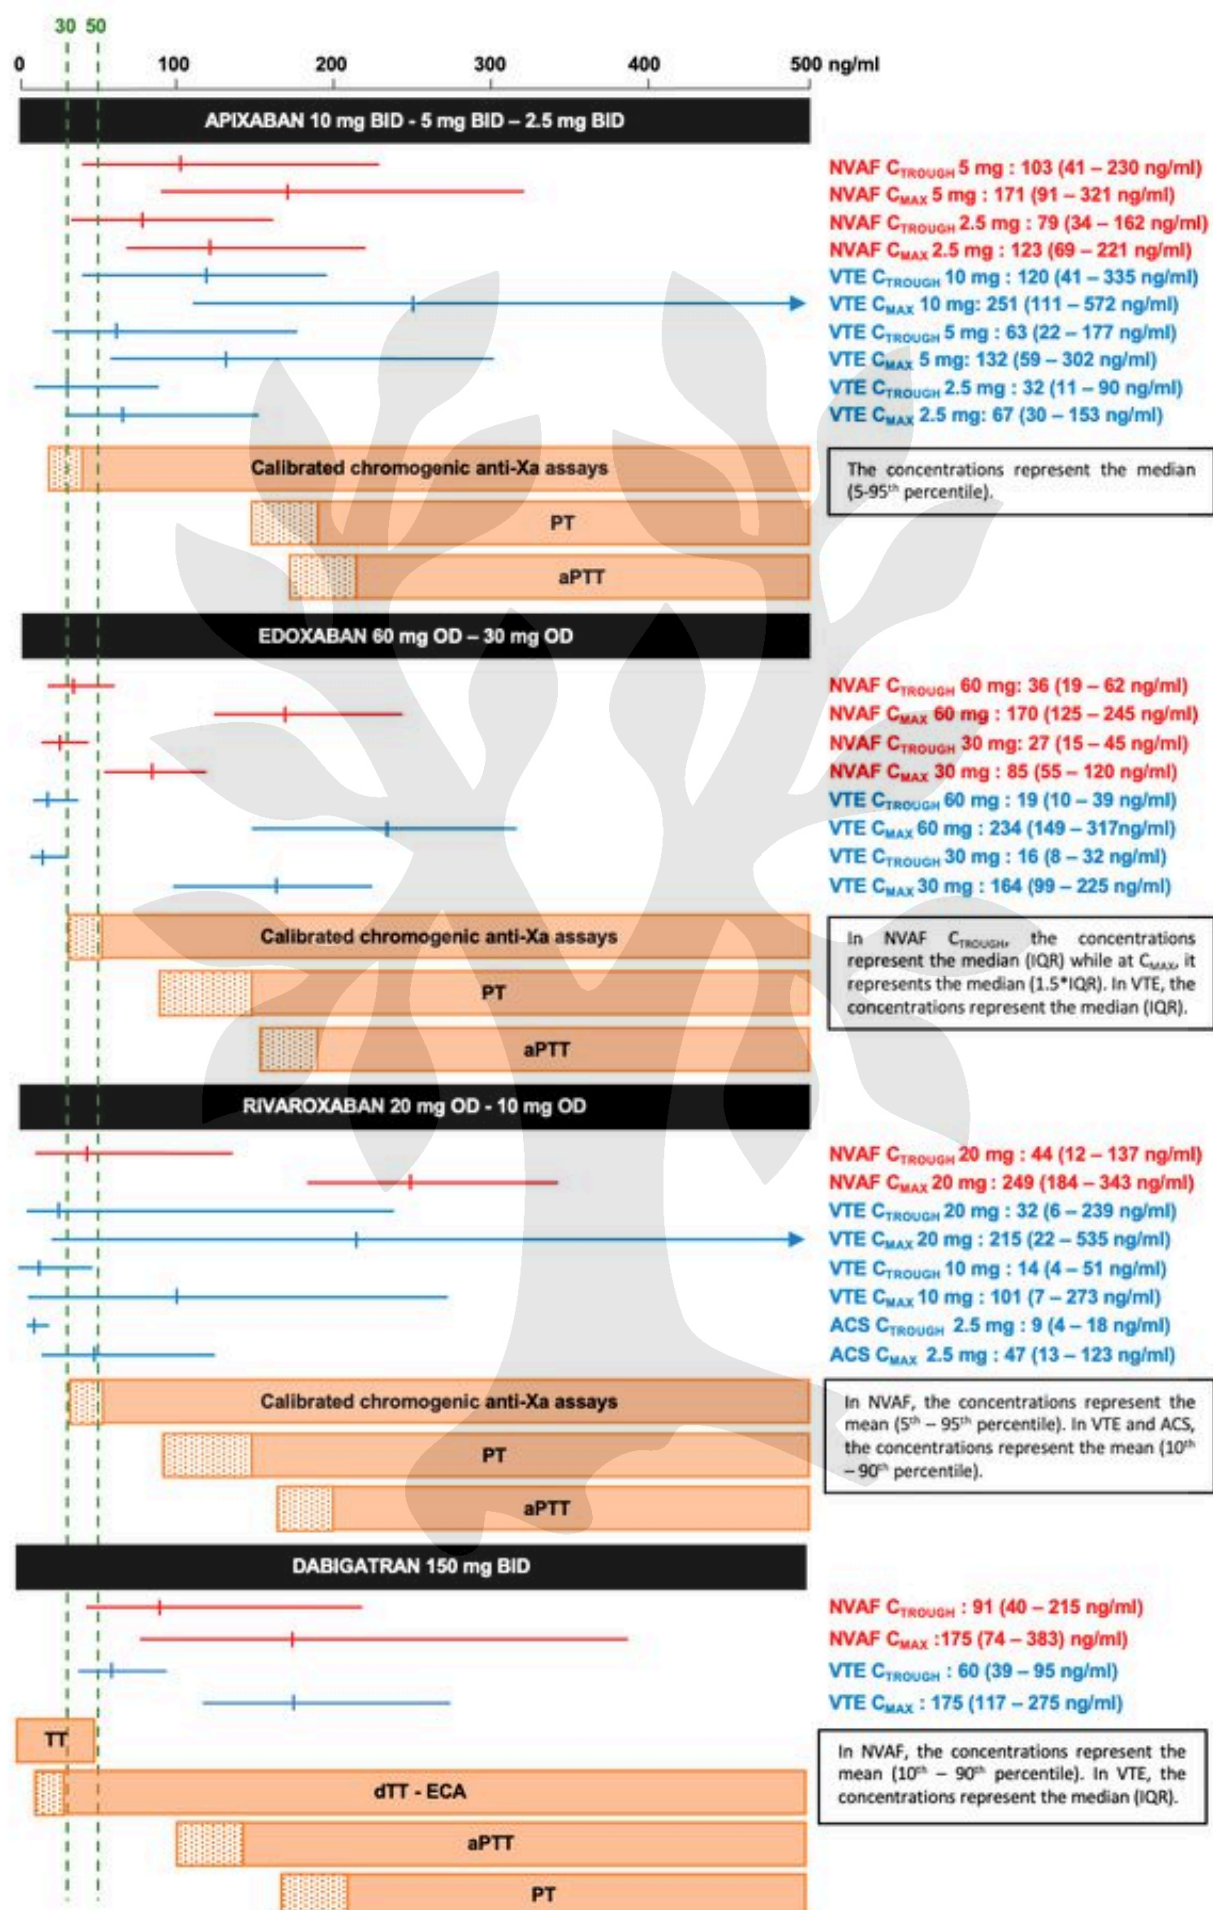 30 50
0 100 200 300 400 500 ng/ml
APIXABAN 10 mg BID - 5 mg BID – 2.5 mg BID
NVAF CTROUGH 5 mg : 103 (41 – 230 ng/ml)
NVAF CMAX 5 mg : 171 (91 – 321 ng/ml)
NVAF CTROUGH 2.5 mg : 79 (34 – 162 ng/ml)
NVAF CMAX 2.5 mg : 123 (69 – 221 ng/ml)
VTE CTROUGH 10 mg : 120 (41 – 335 ng/ml)
VTE CMAX 10 mg: 251 (111 – 572 ng/ml)
VTE CTROUGH 5 mg : 63 (22 – 177 ng/ml)
VTE CMAX 5 mg: 132 (59 – 302 ng/ml)
VTE CTROUGH 2.5 mg : 32 (11 – 90 ng/ml)
VTE CMAX 2.5 mg: 67 (30 – 153 ng/ml)
Calibrated chromogenic anti-Xa assays
PT
aPTT
The concentrations represent the median
(5-95th percentile).
EDOXABAN 60 mg OD – 30 mg OD
NVAF CTROUGH 60 mg: 36 (19 – 62 ng/ml)
NVAF CMAX 60 mg : 170 (125 – 245 ng/ml)
NVAF CTROUGH 30 mg: 27 (15 – 45 ng/ml)
NVAF CMAX 30 mg : 85 (55 – 120 ng/ml)
VTE CTROUGH 60 mg : 19 (10 – 39 ng/ml)
VTE CMAX 60 mg : 234 (149 – 317ng/ml)
VTE CTROUGH 30 mg : 16 (8 – 32 ng/ml)
VTE CMAX 30 mg : 164 (99 – 225 ng/ml)
Calibrated chromogenic anti-Xa assays
PT
aPTT
In NVAF CTROUGH, the concentrations
represent the median (IQR) while at CMAX, it
represents the median (1.5*IQR). In VTE, the
concentrations represent the median (IQR).
RIVAROXABAN 20 mg OD - 10 mg OD
NVAF CTROUGH 20 mg : 44 (12 – 137 ng/ml)
NVAF CMAX 20 mg : 249 (184 – 343 ng/ml)
VTE CTROUGH 20 mg : 32 (6 – 239 ng/ml)
VTE CMAX 20 mg : 215 (22 – 535 ng/ml)
VTE CTROUGH 10 mg : 14 (4 – 51 ng/ml)
VTE CMAX 10 mg : 101 (7 – 273 ng/ml)
ACS CTROUGH 2.5 mg : 9 (4 – 18 ng/ml)
ACS CMAX 2.5 mg : 47 (13 – 123 ng/ml)
Calibrated chromogenic anti-Xa assays
PT
aPTT
In NVAF, the concentrations represent the
mean (5th – 95th percentile). In VTE and ACS,
the concentrations represent the mean (10th
– 90th percentile).
DABIGATRAN 150 mg BID
NVAF CTROUGH : 91 (40 – 215 ng/ml)
NVAF CMAX :175 (74 – 383) ng/ml)
VTE CTROUGH : 60 (39 – 95 ng/ml)
VTE CMAX : 175 (117 – 275 ng/ml)
TT
dTT - ECA
aPTT
PT
In NVAF, the concentrations represent the
mean (10th – 90th percentile). In VTE, the
concentrations represent the median (IQR).